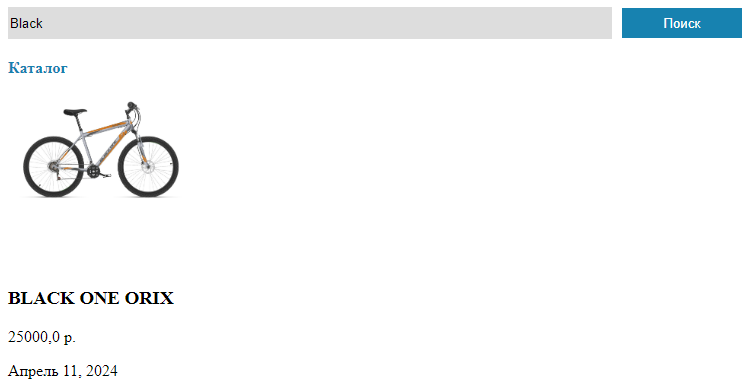 Black
Поиск
Каталог
BLACK ONE ORIX
25000,0 р.
Апрель 11, 2024